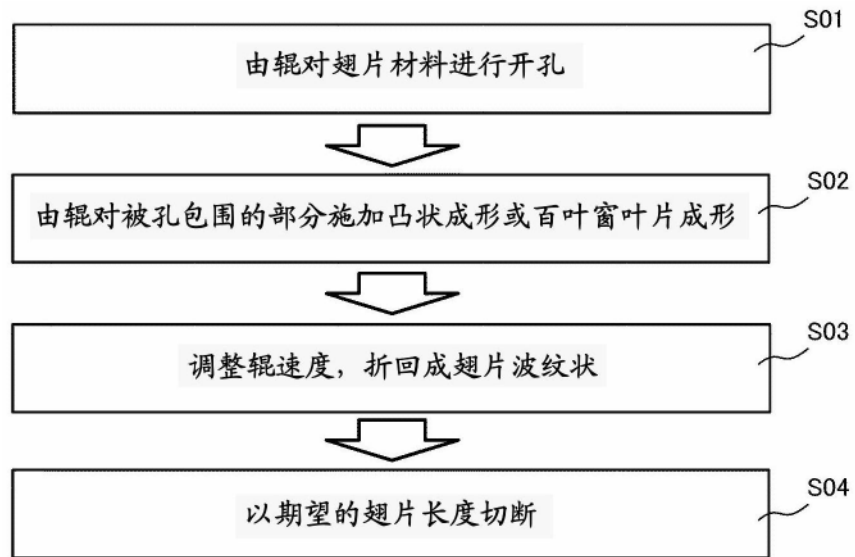 S01
由辊对翅片材料进行开孔
S02
由辊对被孔包围的部分施加凸状成形或百叶窗叶片成形
S03
调整辊速度，折回成翅片波纹状
S04
以期望的翅片长度切断